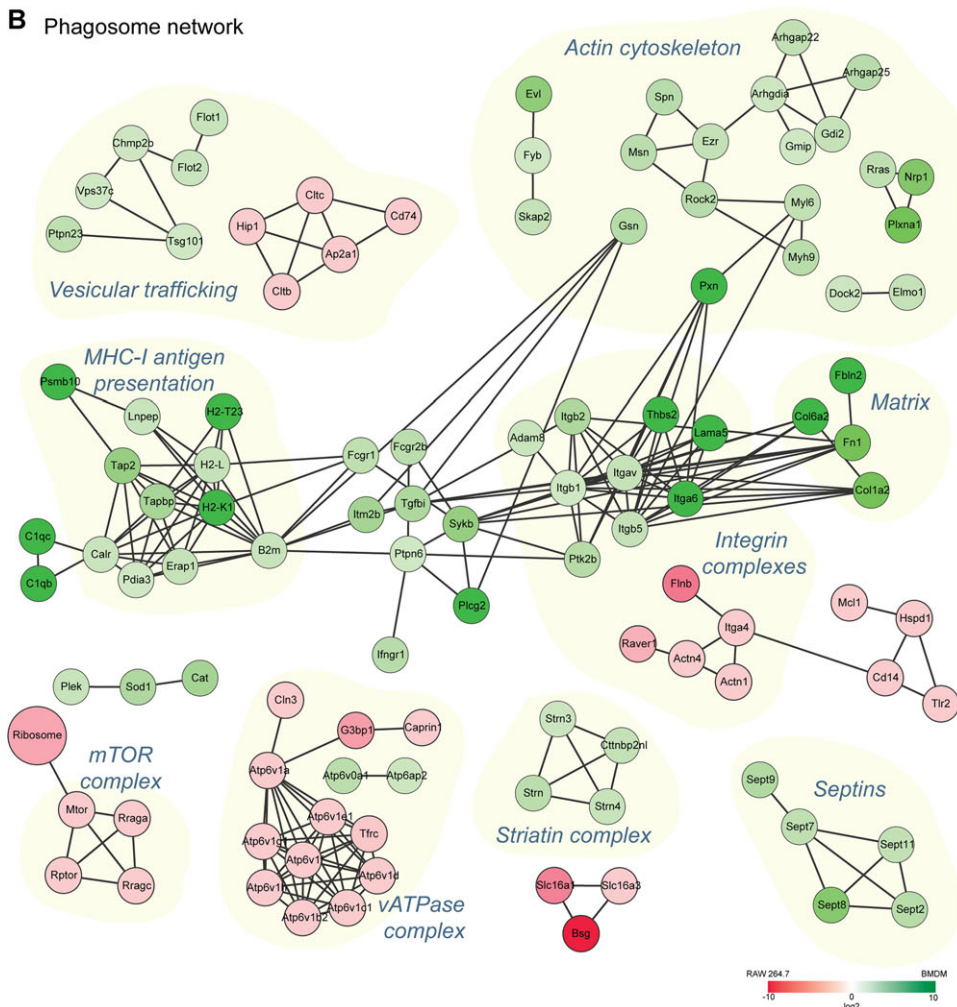 B Phagosome network
Actin cytoskeleton
Arhgap22
Arhgap25
Evl
Spn
Arhgdia
Flot1
Chmp2b
Flot2
Fyb
Msn
Ezr
Gmip
Gdi2
Vps37c
Cltc
Rras
Nrp1
Skap2
Rock2
Myl6
Ptpn23
Tsg101
Hip1
Cd74
Gsn
Plxna1
Ap2a1
Myh9
Vesicular trafficking
Cltb
Pxn
Dock2
Elmo1
MHC-I antigen
presentation
Psmb10
Fbln2
Matrix
Lnpep
H2-T23
Itgb2
Thbs2
Col6a2
Adam8
Lama5
Fn1
Tap2
H2-L
Fcgr1
Fcgr2b
Itgav
Tapbp
H2-K1
Itgb1
Itga6
Col1a2
Itm2b
Tgfbi
Sykb
Itgb5
C1qc
Calr
B2m
Ptpn6
Ptk2b
Integrin
complexes
Pdia3
Erap1
C1qb
Plcg2
Flnb
Mcl1
Hspd1
Itga4
Raver1
Ifngr1
Actn4
Actn1
Cd14
Tlr2
Plek
Sod1
Cat
Cln3
Strn3
G3bp1
Caprin1
Cttnbp2nl
Ribosome
mTOR
complex
Atp6v1a
Atp6v0a1
Atp6ap2
Sept9
Septins
Strn
Strn4
Mtor
Rraga
Atp6v1e1
Sept7
Tfrc
Striatin complex
Sept11
Atp6v1g
Atp6v1
Rptor
Rragc
Atp6v1h
Atp6v1d
Slc16a1
Slc16a3
Sept8
Sept2
Atp6v1b2
Atp6v1c1
vATPase
complex
Bsg
RAW 264.7
BMDM
-10
0
10
log2